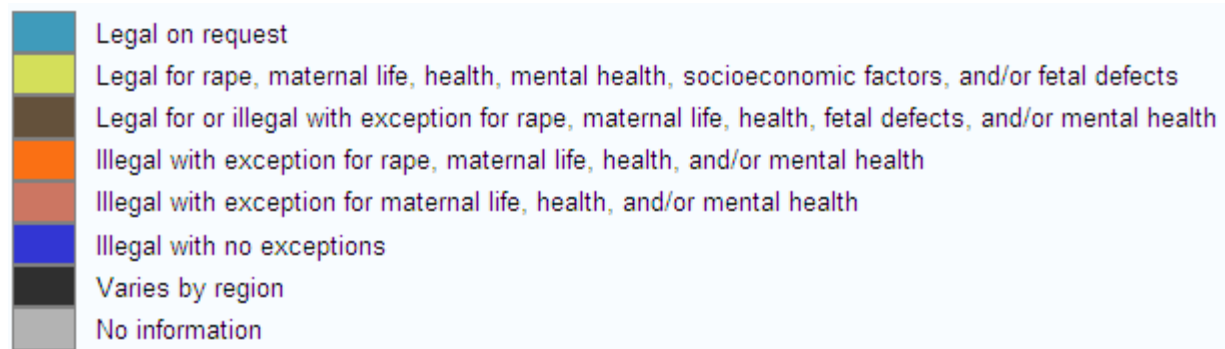 Legal on request
Legal for rape, maternal life, health, mental health, socioeconomic factors, and/or fetal defects
Legal for or illegal with exception for rape, maternal life, health, fetal defects, and/or mental health
Illegal with exception for rape, maternal life, health, and/or mental health
Illegal with exception for maternal life, health, and/or mental health
Illegal with no exceptions
Varies by region
No information